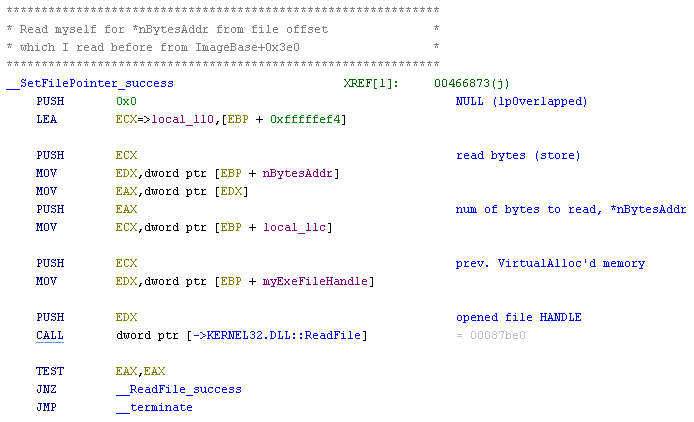 **************************************************************
* Read myself for *nBytesAddr from file offset *
* which I read before from ImageBase+0x3e0 *
**************************************************************
__SetFilePointer_success XREF[1]: 00466873(j)
PUSH 0x0 NULL (lpOverlapped)
LEA ECX=>local_110,[EBP + 0xfffffef4]
PUSH ECX read bytes (store)
MOV EDX,dword ptr [EBP + nBytesAddr]
MOV EAX,dword ptr [EDX]
PUSH EAX num of bytes to read, *nBytesAddr
MOV ECX,dword ptr [EBP + local_11c]
PUSH ECX prev. VirtualAlloc'd memory
MOV EDX,dword ptr [EBP + myExeFileHandle]
PUSH EDX opened file HANDLE
CALL dword ptr [->KERNEL32.DLL::ReadFile] = 00087be0
TEST EAX,EAX
JNZ __ReadFile_success
JMP __terminate